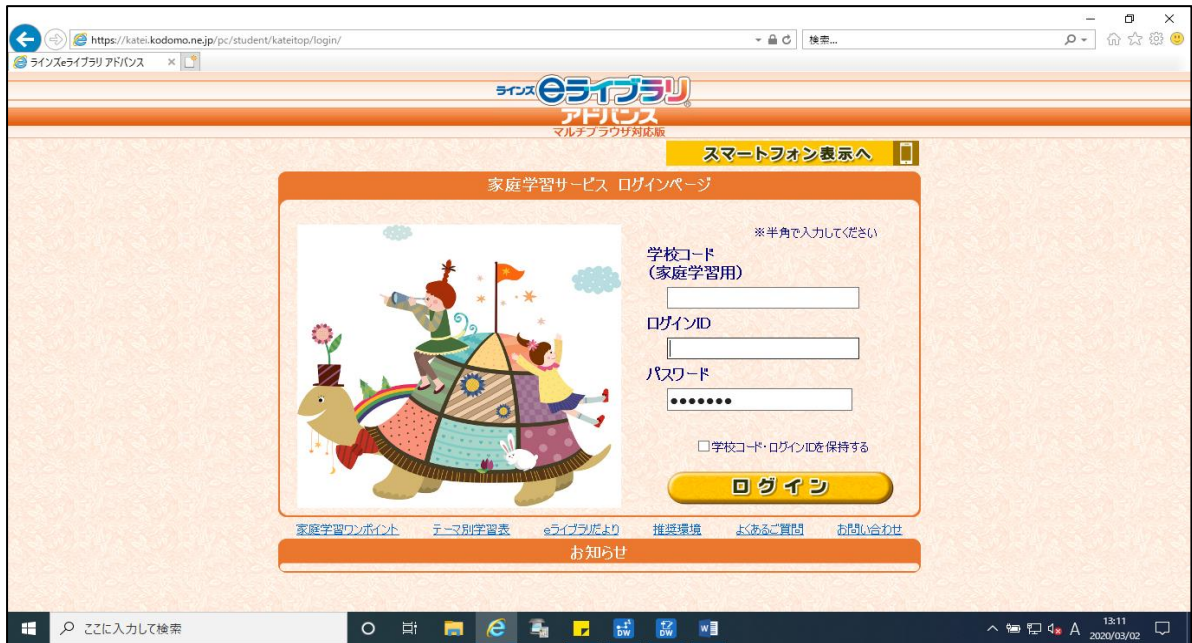 https://katei.kodomo.ne.jp/pc/student/kateitop/login/
検索...
ラインズeライブラリ アドバンス
ラインズeライブラリ
アドバンス
マルチブラウザ対応版
スマートフォン表示へ
家庭学習サービス ログインページ
※半角で入力してください
学校コード
(家庭学習用)
ログインID
パスワード
学校コード・ログインIDを保持する
ログイン
家庭学習ワンポイント テーマ別学習表 eライブラリだより 推奨環境 よくあるご質問 お問い合わせ
お知らせ
ここに入力して検索
A
13:11
2020/03/02